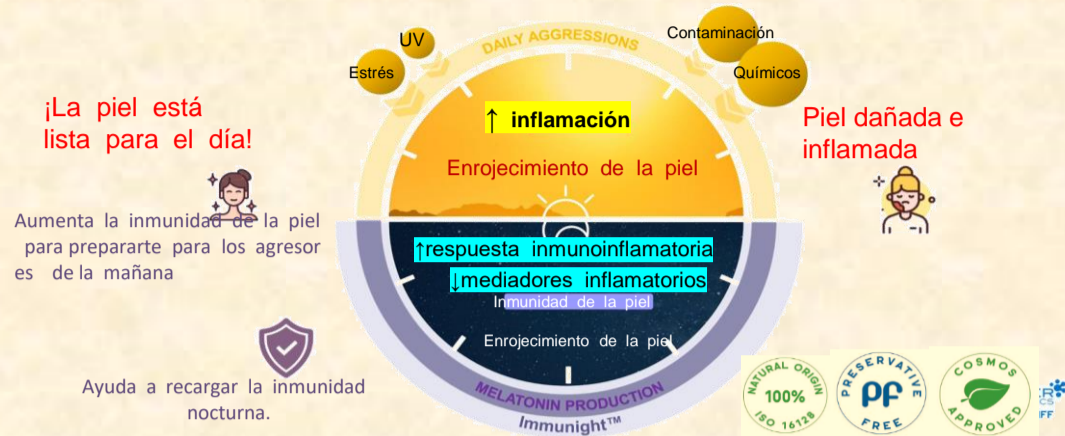 UV
Estrés
DAILY AGGRESSIONS
Contaminación
Químicos
¡La piel está
lista para el día!
↑ inflamación
Enrojecimiento de la piel
Piel dañada e
inflamada
Aumenta la inmunidad de la piel
para prepararte para los agresor
es de la mañana
↑respuesta inmunoinflamatoria
↓mediadores inflamatorios
Inmunidad de la piel
Enrojecimiento de la piel
Ayuda a recargar la inmunidad
nocturna.
MELATONIN PRODUCTION
Immunight™
NATURAL ORIGIN
100%
ISO 16128
PRESERVATIVE
PF
FREE
COSMOS
APPROVED
IFF